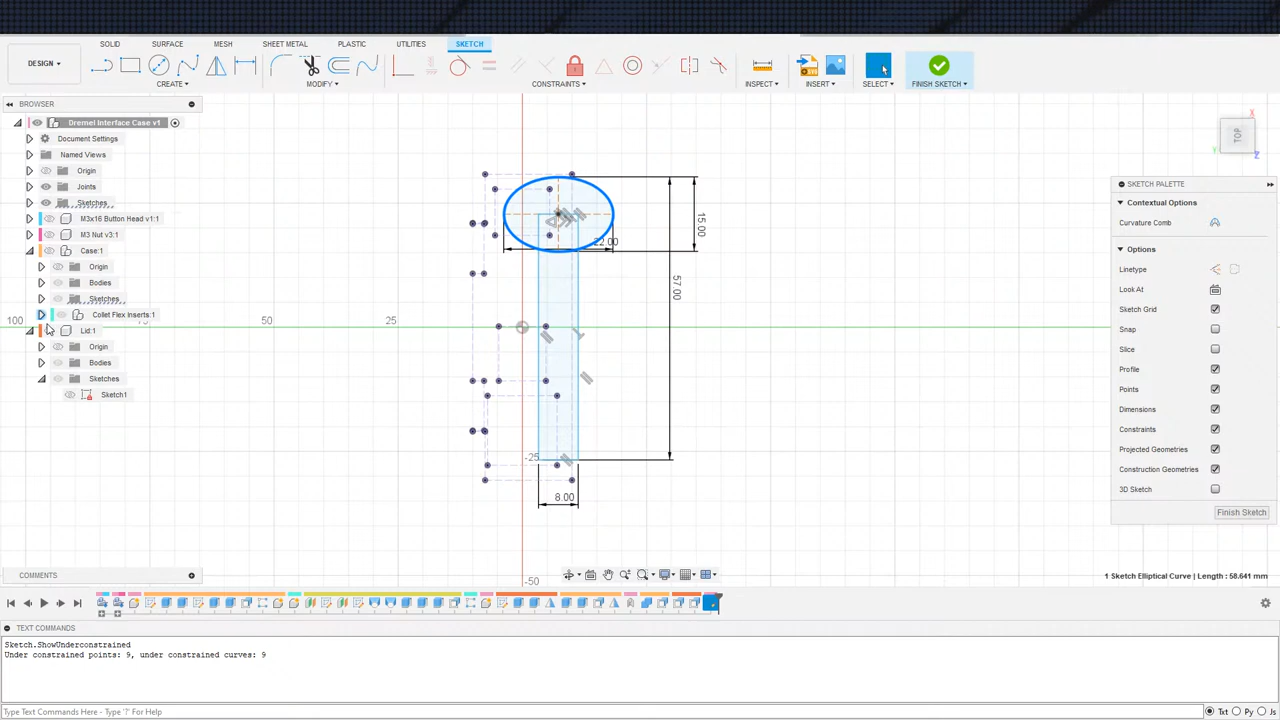 SOLID SURFACE MESH SHEET METAL PLASTIC UTILITIES SKETCH
DESIGN ▾
CREATE ▾ MODIFY ▾ CONSTRAINTS ▾ INSPECT ▾ INSERT ▾ SELECT ▾ FINISH SKETCH ▾
BROWSER
Dremel Interface Case v1
Document Settings
Named Views
Origin
Joints
Sketches
M3x16 Button Head v1:1
M3 Nut v3:1
Case:1
Origin
Bodies
Sketches
Collet Flex Inserts:1
Lid:1
Origin
Bodies
Sketches
Sketch1
100
50
25
-25
-50
15.00
22.00
57.00
8.00
TOP
X
Y
Z
SKETCH PALETTE
Contextual Options
Curvature Comb
Options
Linetype
Look At
Sketch Grid
Snap
Slice
Profile
Points
Dimensions
Constraints
Projected Geometries
Construction Geometries
3D Sketch
Finish Sketch
COMMENTS
1 Sketch Elliptical Curve | Length : 58.641 mm
TEXT COMMANDS
Sketch.ShowUnderconstrained
Under constrained points: 9, under constrained curves: 9
Type Text Commands Here - Type '?' For Help
Txt Py Js